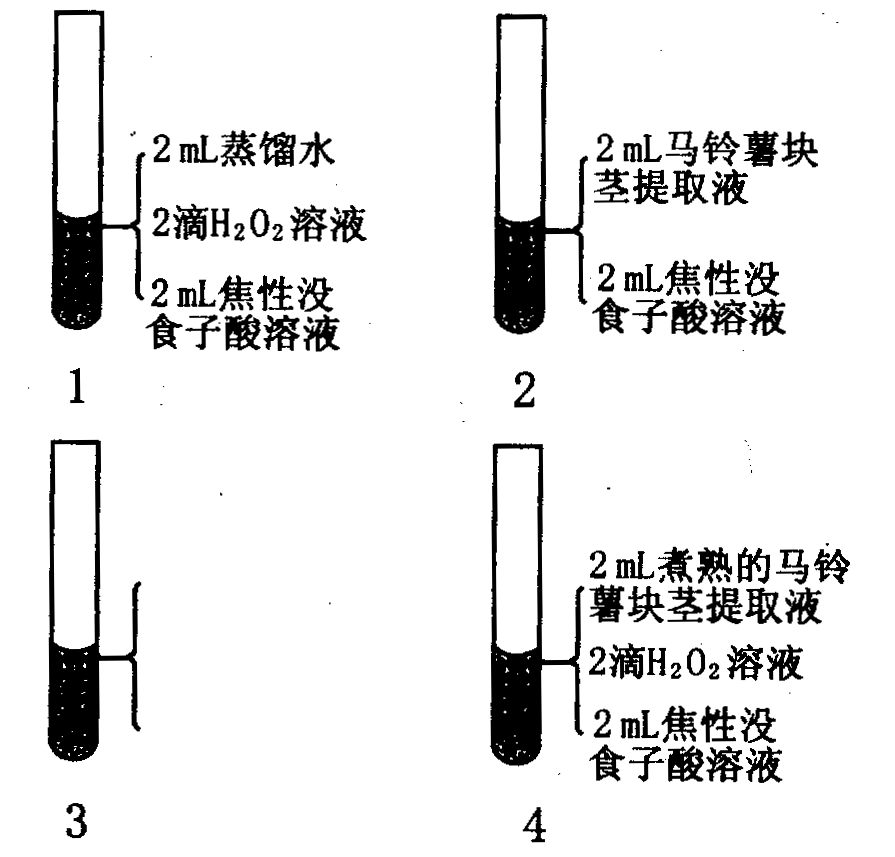 2mL蒸馏水
2滴H₂O₂溶液
2mL焦性没
食子酸溶液
1
2mL马铃薯块
茎提取液
2mL焦性没
食子酸溶液
2
3
2mL煮熟的马铃
薯块茎提取液
2滴H₂O₂溶液
2mL焦性没
食子酸溶液
4